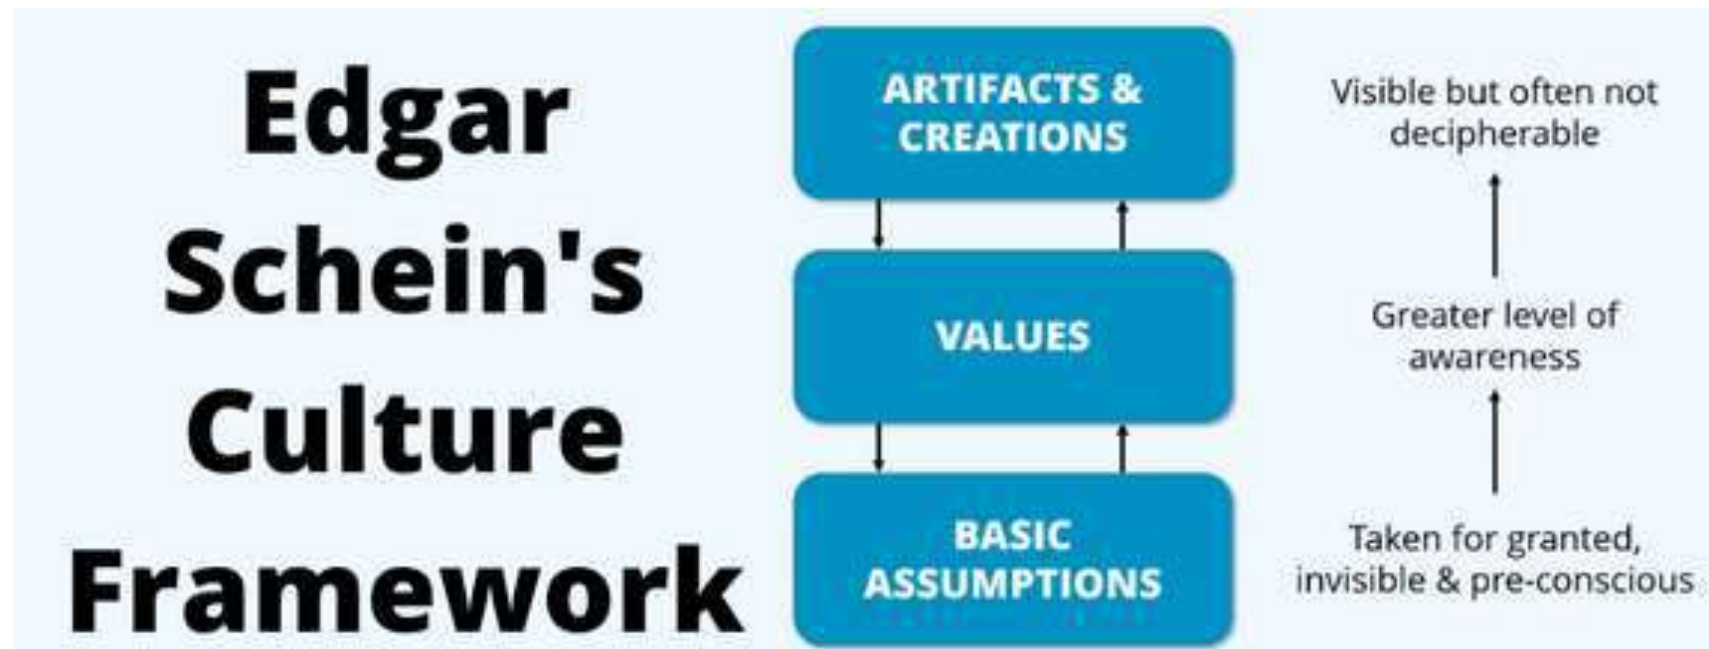 Edgar
Schein's
Culture
Framework
ARTIFACTS &
CREATIONS
VALUES
BASIC
ASSUMPTIONS
Visible but often not
decipherable
Greater level of
awareness
Taken for granted,
invisible & pre-conscious